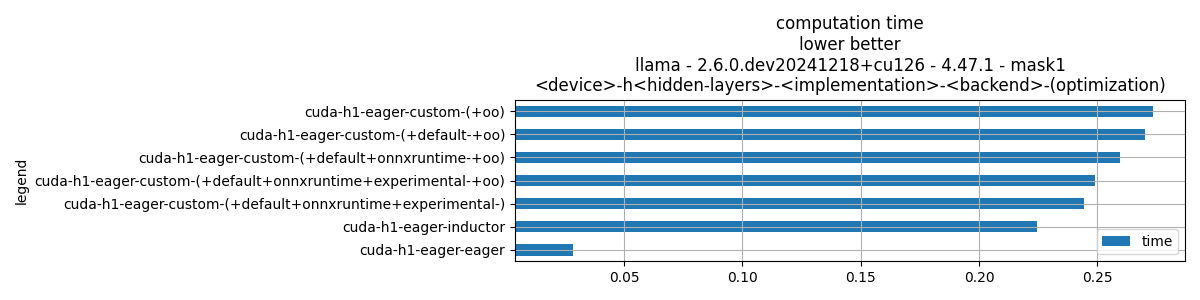 computation time
lower better
llama - 2.6.0.dev20241218+cu126 - 4.47.1 - mask1
<device>-h<hidden-layers>-<implementation>-<backend>-(optimization)
legend
cuda-h1-eager-custom-(+oo)
cuda-h1-eager-custom-(+default-+oo)
cuda-h1-eager-custom-(+default+onnxruntime-+oo)
cuda-h1-eager-custom-(+default+onnxruntime+experimental-+oo)
cuda-h1-eager-custom-(+default+onnxruntime+experimental-)
cuda-h1-eager-inductor
cuda-h1-eager-eager
time
0.05 0.10 0.15 0.20 0.25